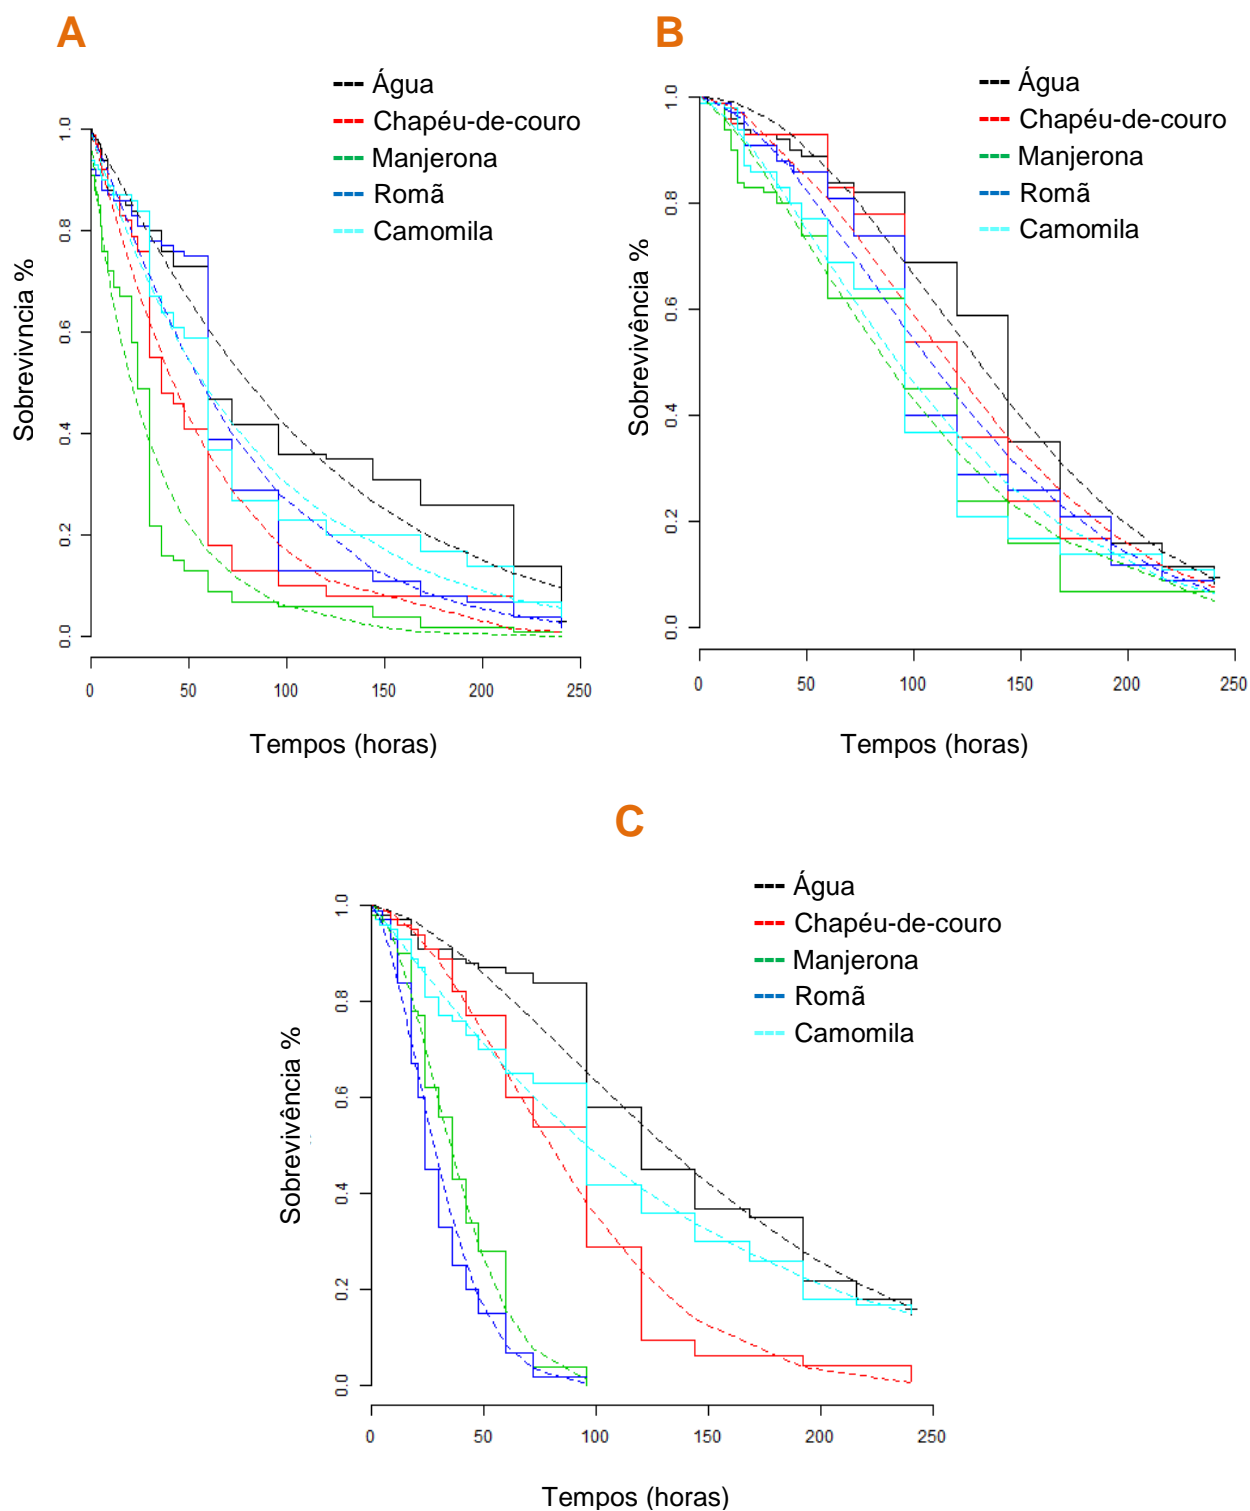 A
Água
Chapéu-de-couro
Manjerona
Romã
Camomila
Sobrevivncia %
1.0
0.8
0.6
0.4
0.2
0.0
0 50 100 150 200 250
Tempos (horas)
B
Água
Chapéu-de-couro
Manjerona
Romã
Camomila
Sobrevivência %
1.0
0.8
0.6
0.4
0.2
0.0
0 50 100 150 200 250
Tempos (horas)
C
Água
Chapéu-de-couro
Manjerona
Romã
Camomila
Sobrevivência %
1.0
0.8
0.6
0.4
0.2
0.0
0 50 100 150 200 250
Tempos (horas)